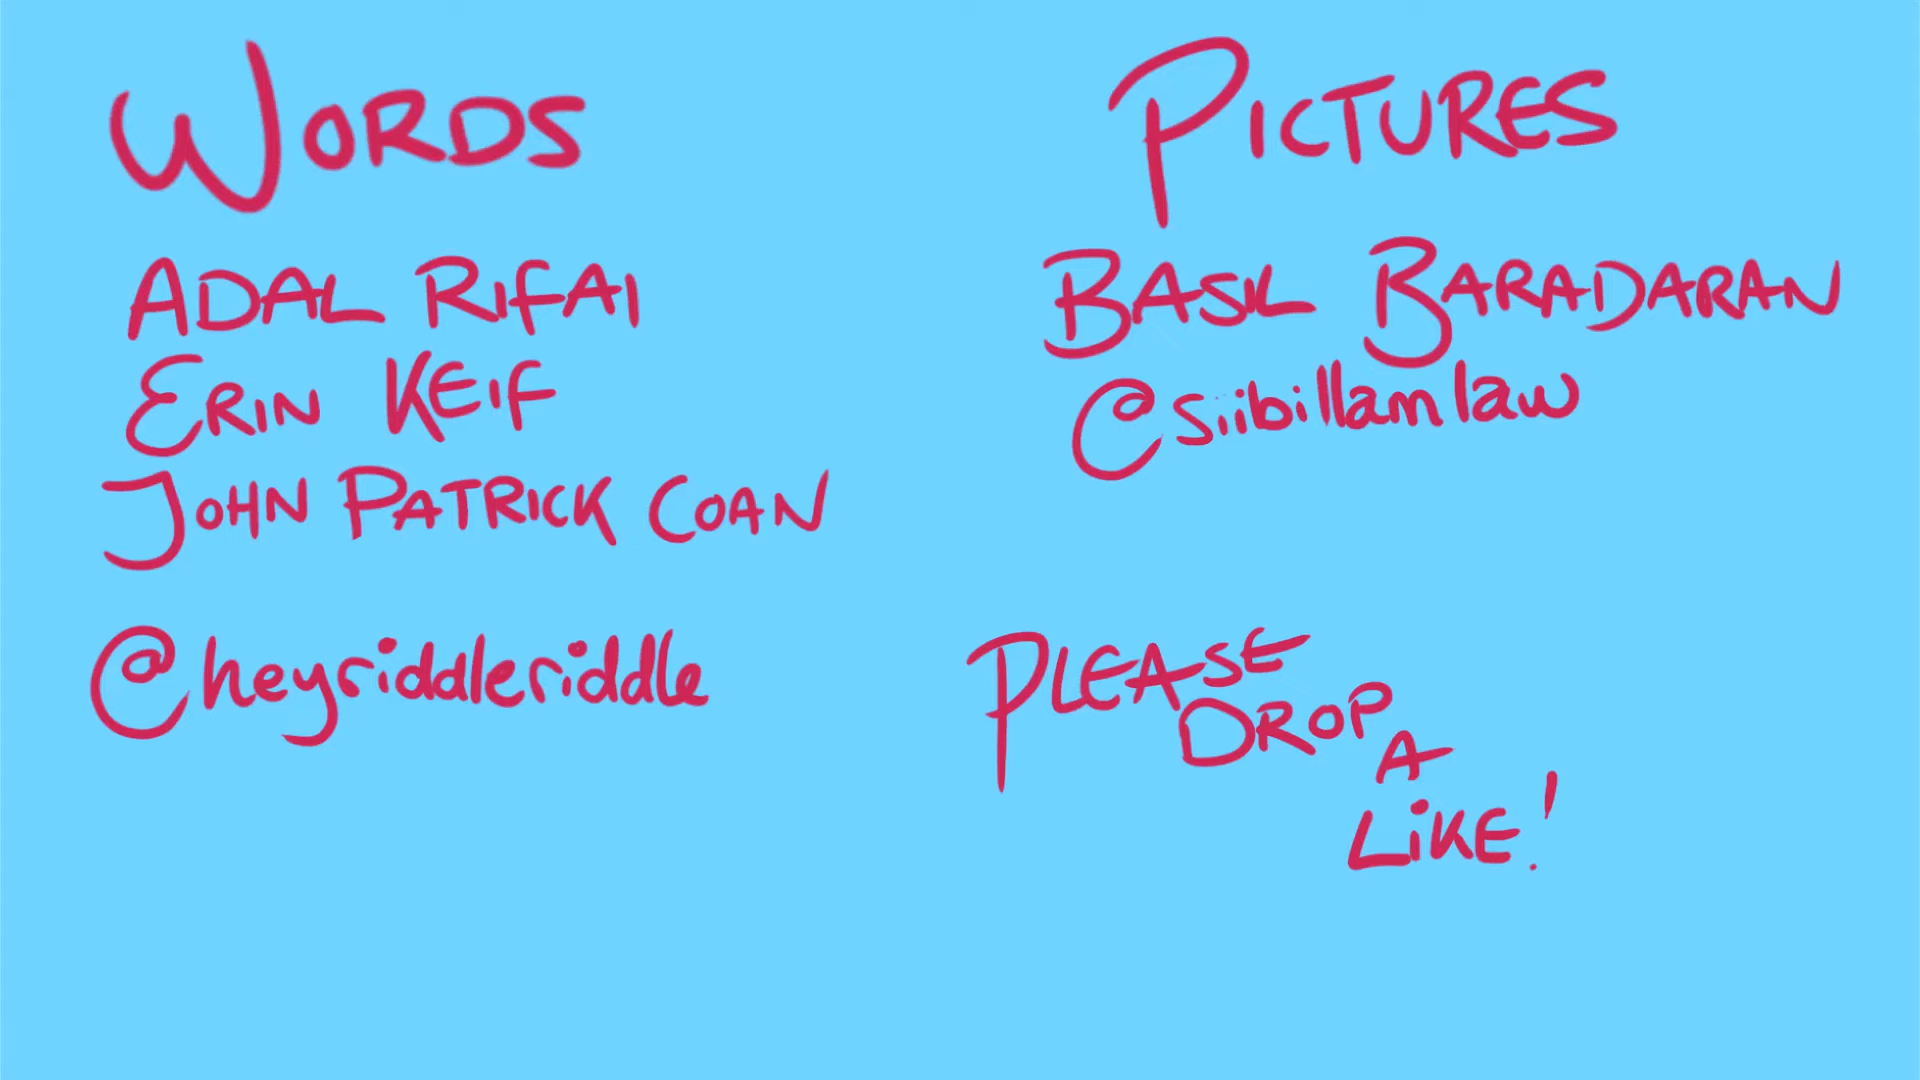 WORDS
ADAL RIFAI
ERIN KEIF
JOHN PATRICK COAN
@heyriddleriddle
PICTURES
BASIL BARADARAN
@siibillamlaw
PLEASE
DROP
A
LiKE!